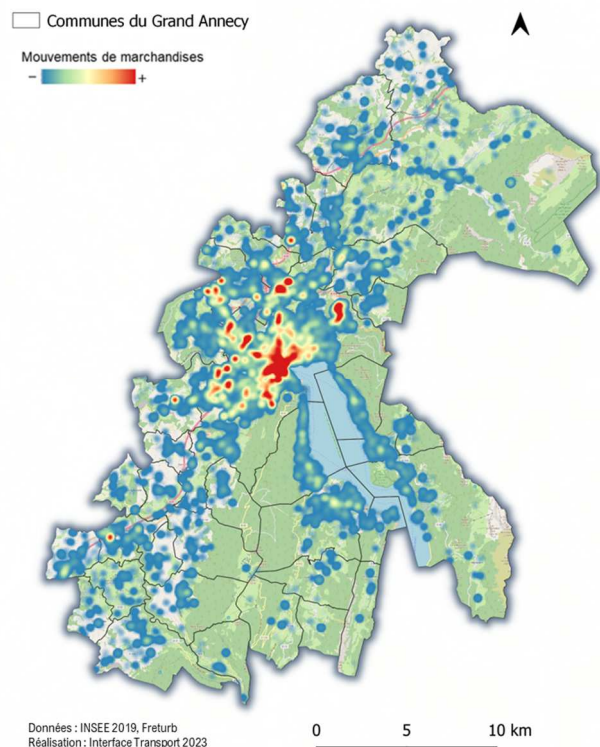 Communes du Grand Annecy
Mouvements de marchandises
– +
Données : INSEE 2019, Freturb
Réalisation : Interface Transport 2023
0 5 10 km